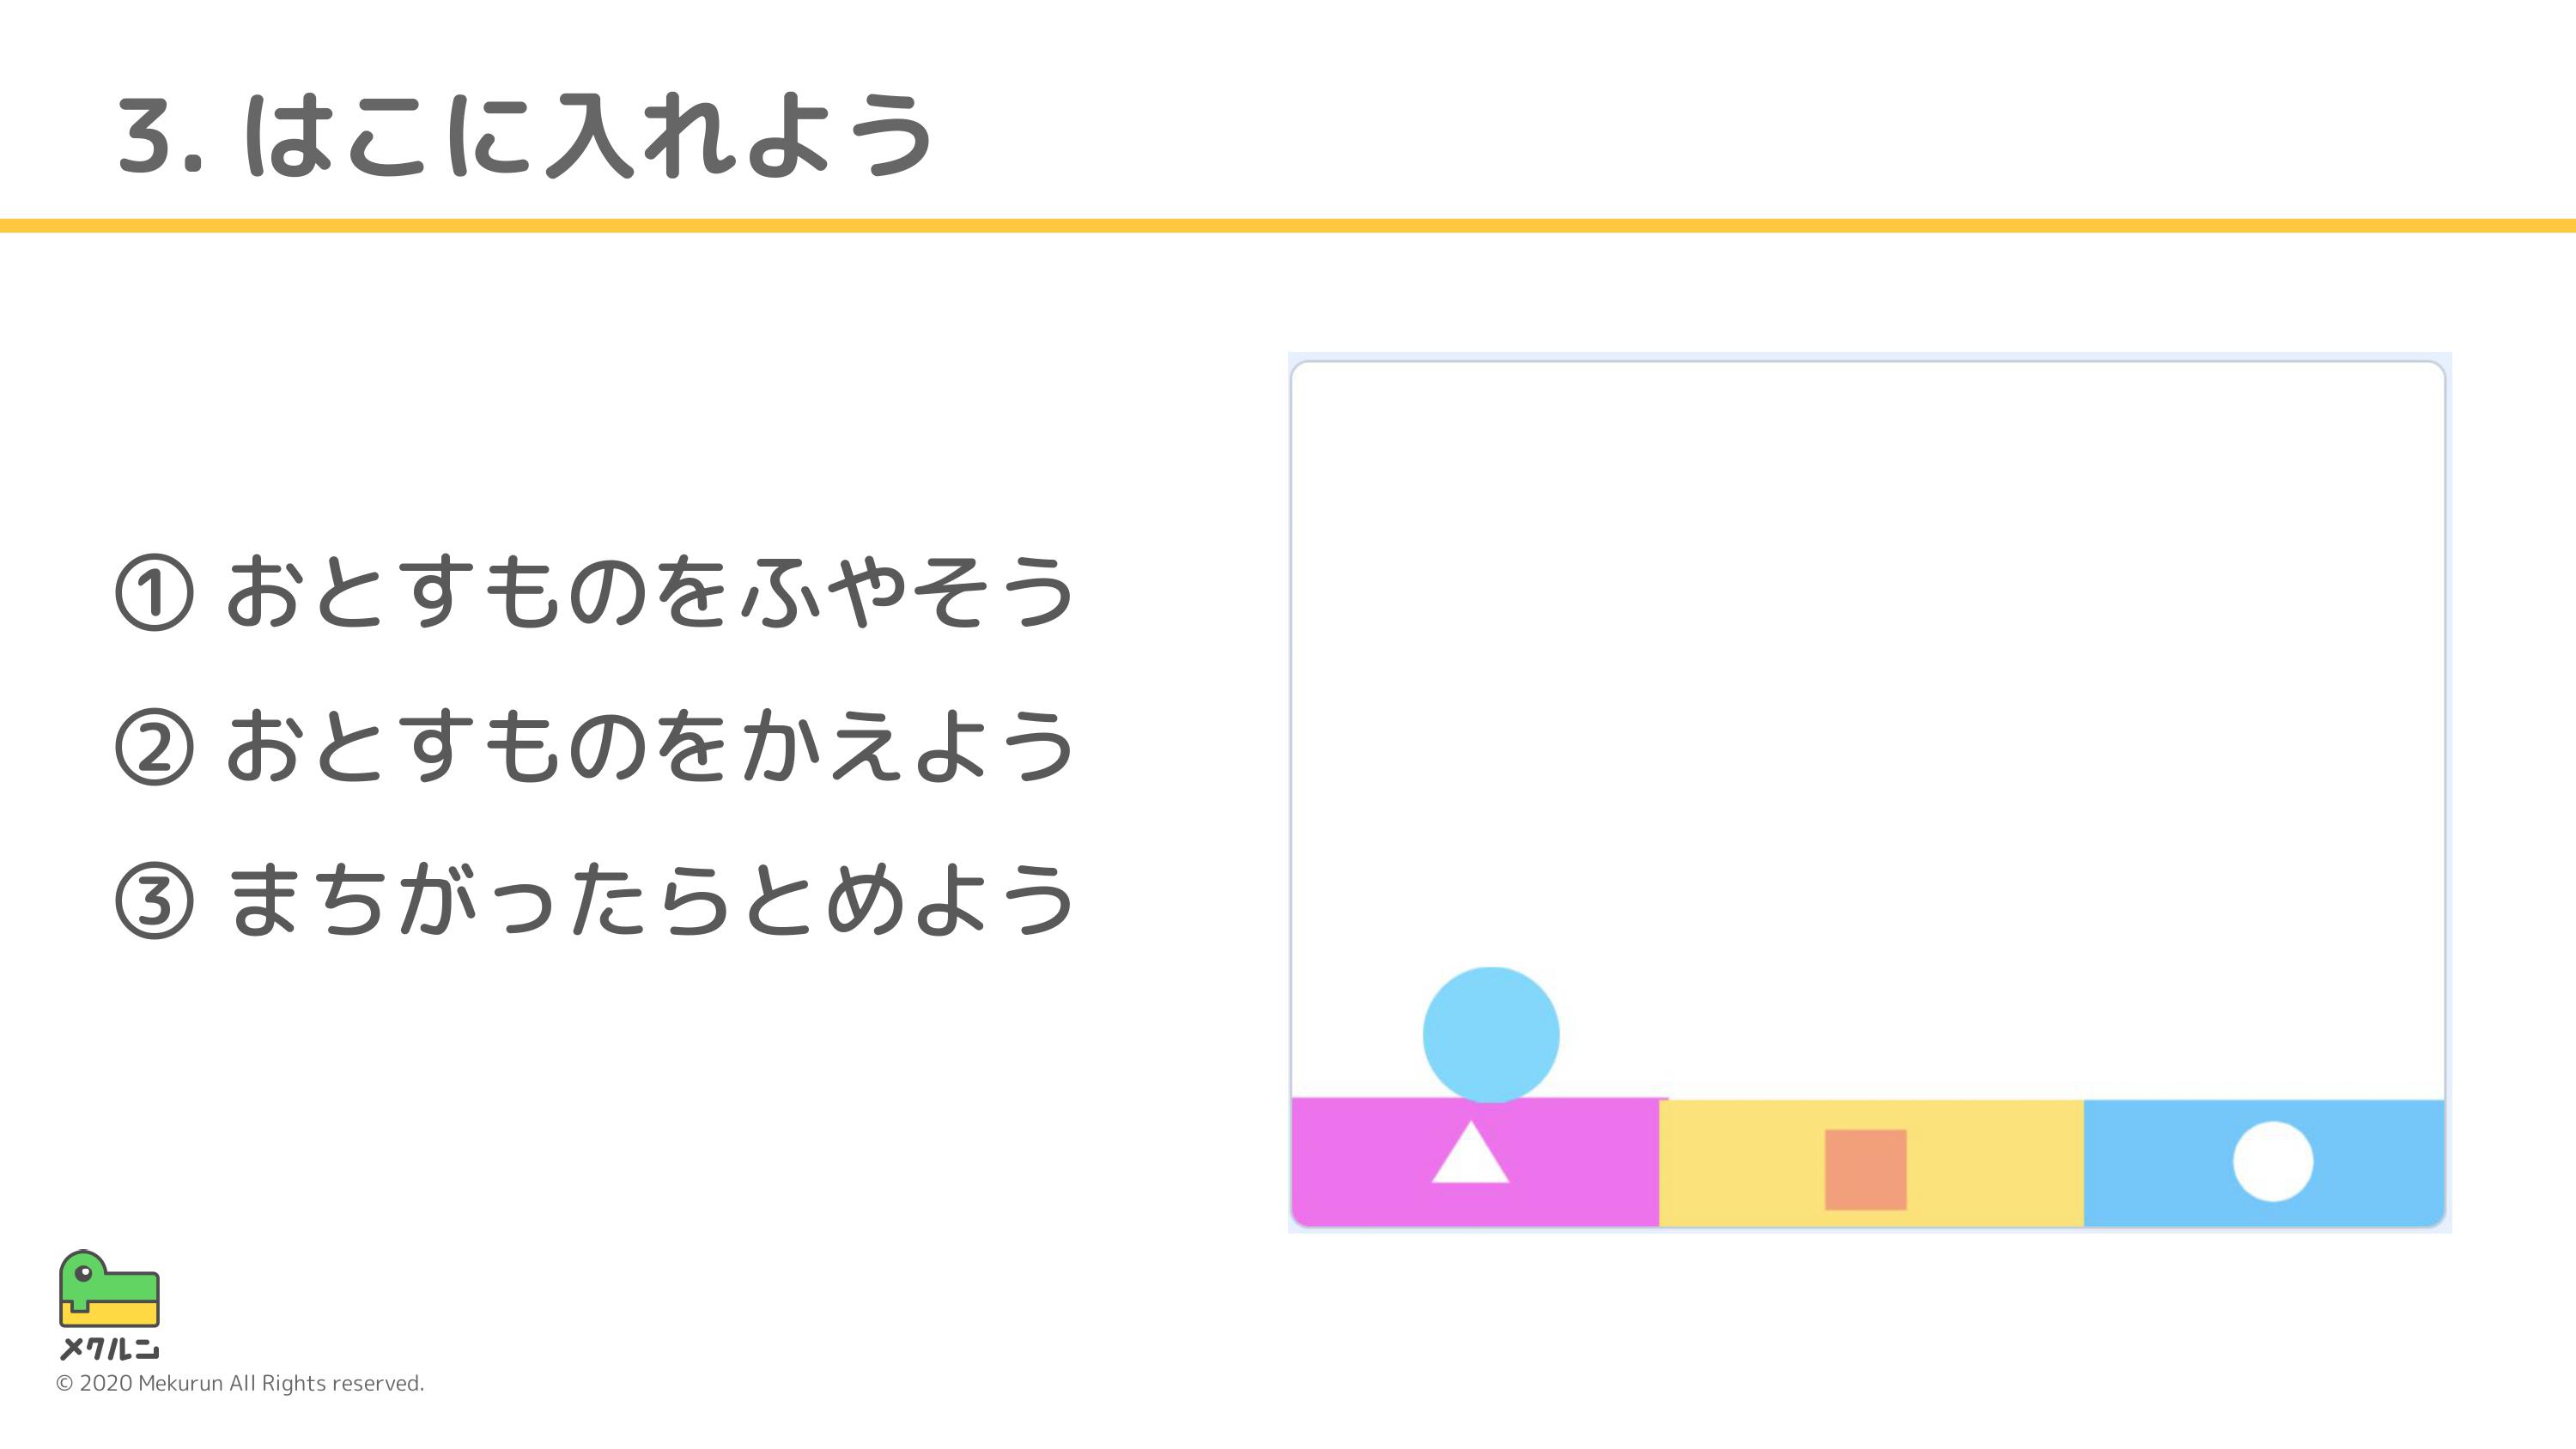 3. はこに入れよう
① おとすものをふやそう
② おとすものをかえよう
③ まちがったらとめよう
メクルン
© 2020 Mekurun All Rights reserved.